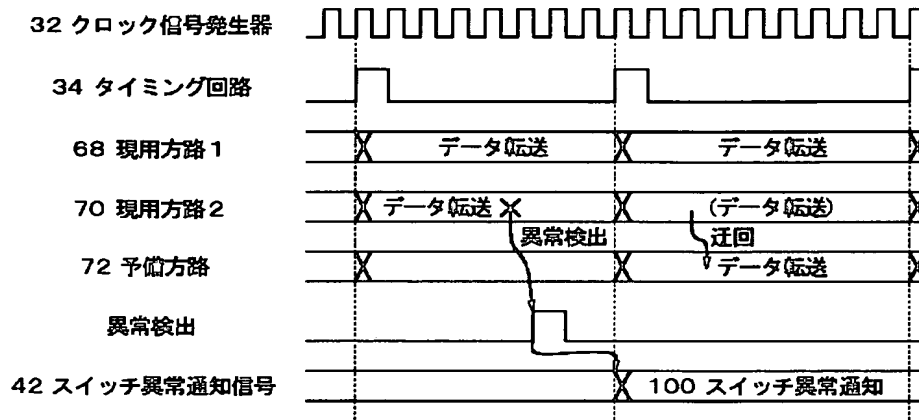 32 クロック信号発生器
34 タイミング回路
68 現用方路1 データ転送 データ転送
70 現用方路2 データ転送 (データ転送)
異常検出 迂回
72 予備方路 データ転送
異常検出
42 スイッチ異常通知信号 100 スイッチ異常通知